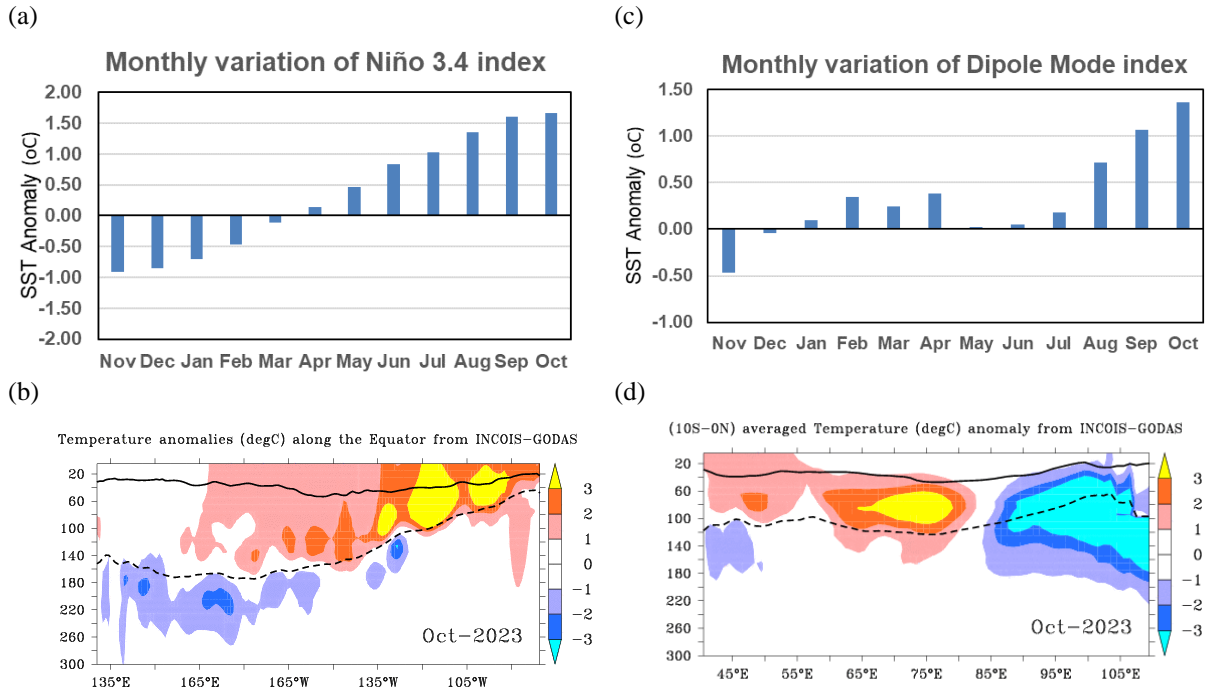 (a)
Monthly variation of Niño 3.4 index
SST Anomaly (oC)
2.00
1.50
1.00
0.50
0.00
-0.50
-1.00
-1.50
-2.00
Nov Dec Jan Feb Mar Apr May Jun Jul Aug Sep Oct
(c)
Monthly variation of Dipole Mode index
SST Anomaly (oC)
1.50
1.00
0.50
0.00
-0.50
-1.00
Nov Dec Jan Feb Mar Apr May Jun Jul Aug Sep Oct
(b)
Temperature anomalies (degC) along the Equator from INCOIS-GODAS
20
60
100
140
180
220
260
300
135°E 165°E 165°W 135°W 105°W
Oct-2023
3
2
1
0
-1
-2
-3
(d)
(10S-0N) averaged Temperature (degC) anomaly from INCOIS-GODAS
20
60
100
140
180
220
260
300
45°E 55°E 65°E 75°E 85°E 95°E 105°E
Oct-2023
3
2
1
0
-1
-2
-3